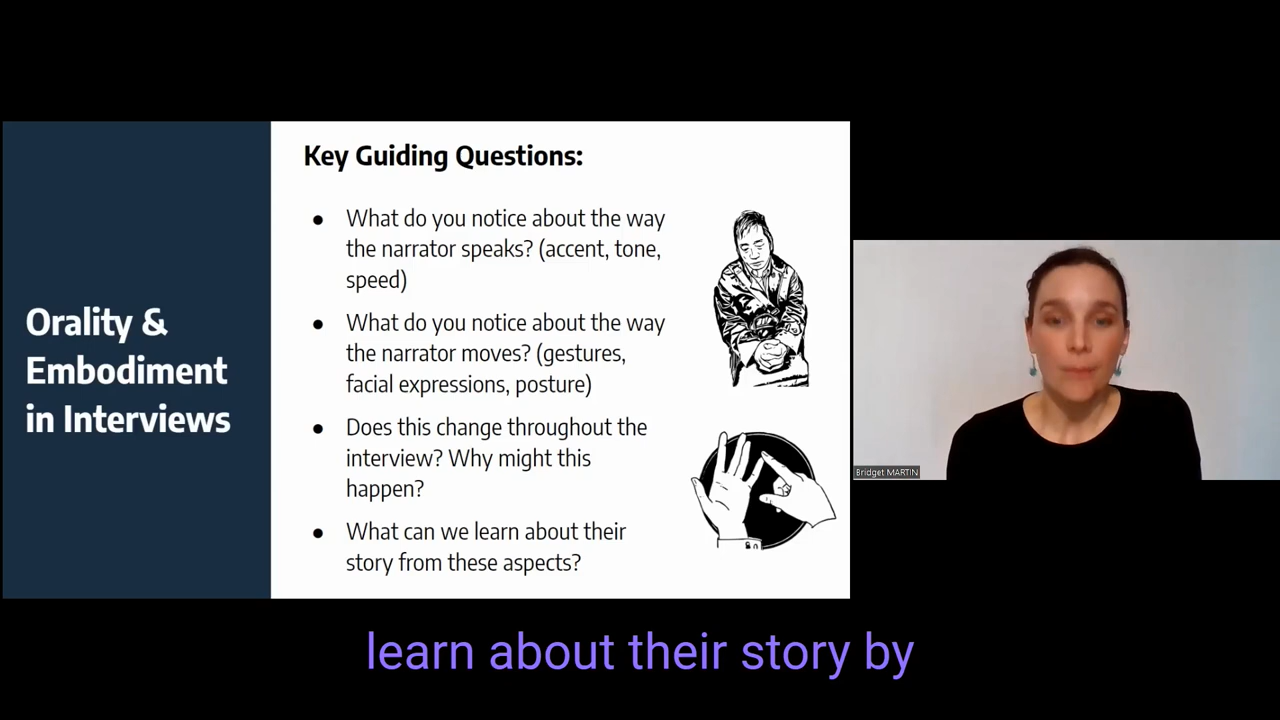 Orality &
Embodiment
in Interviews
Key Guiding Questions:
● What do you notice about the way
the narrator speaks? (accent, tone,
speed)
● What do you notice about the way
the narrator moves? (gestures,
facial expressions, posture)
● Does this change throughout the
interview? Why might this
happen?
● What can we learn about their
story from these aspects?
Bridget MARTIN
learn about their story by